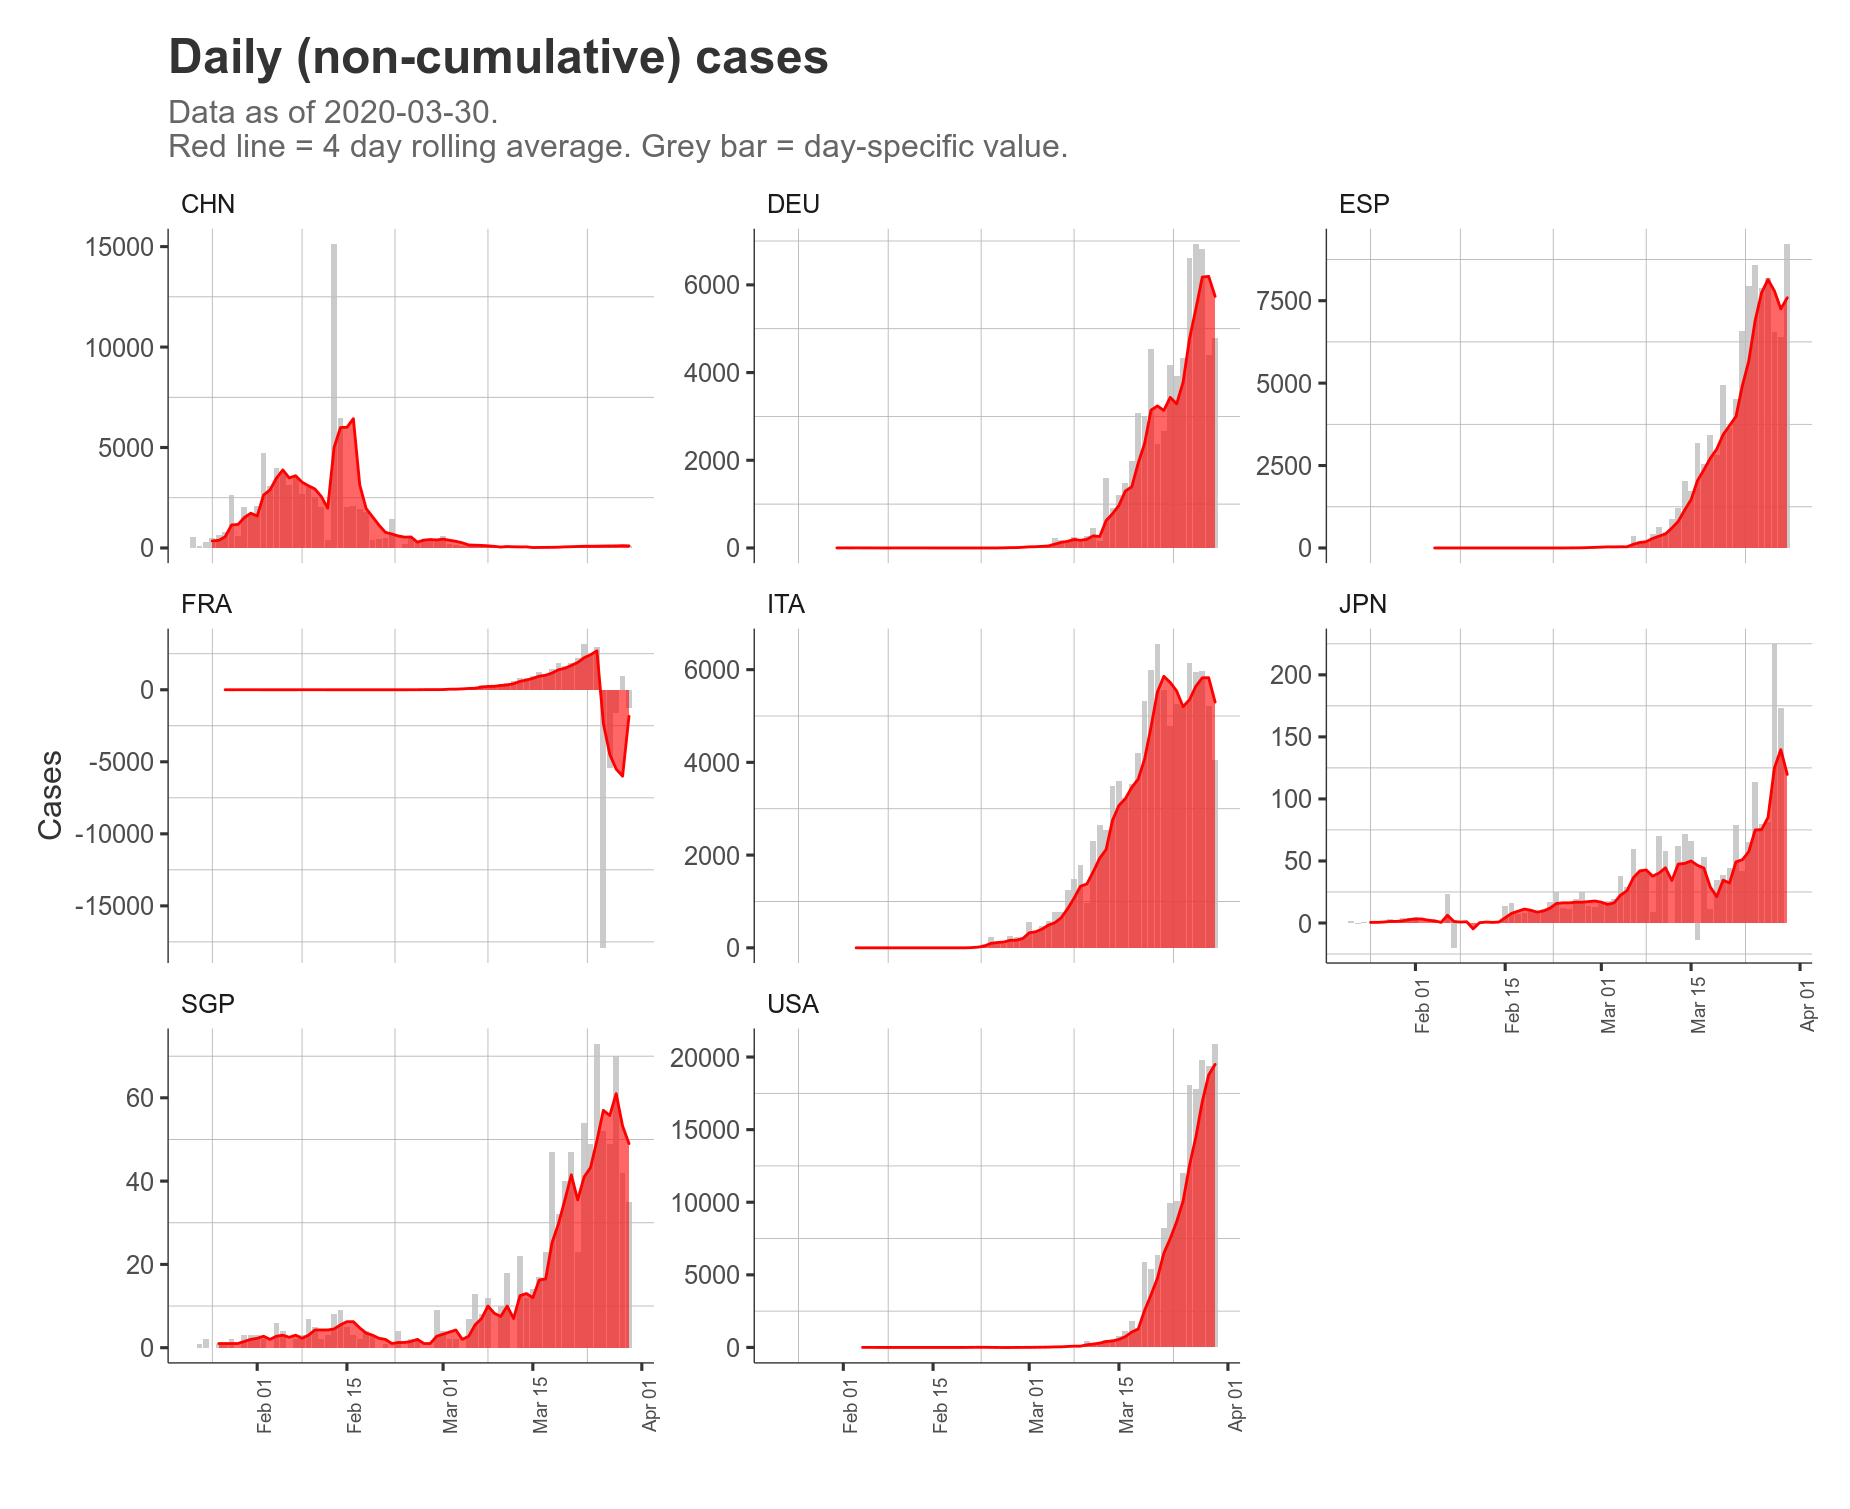 Daily (non-cumulative) cases
Data as of 2020-03-30.
Red line = 4 day rolling average. Grey bar = day-specific value.
CHN
15000
10000
5000
0
DEU
6000
4000
2000
0
ESP
7500
5000
2500
0
Cases
FRA
0
-5000
-10000
-15000
ITA
6000
4000
2000
0
JPN
200
150
100
50
0
Feb 01
Feb 15
Mar 01
Mar 15
Apr 01
SGP
60
40
20
0
Feb 01
Feb 15
Mar 01
Mar 15
Apr 01
USA
20000
15000
10000
5000
0
Feb 01
Feb 15
Mar 01
Mar 15
Apr 01